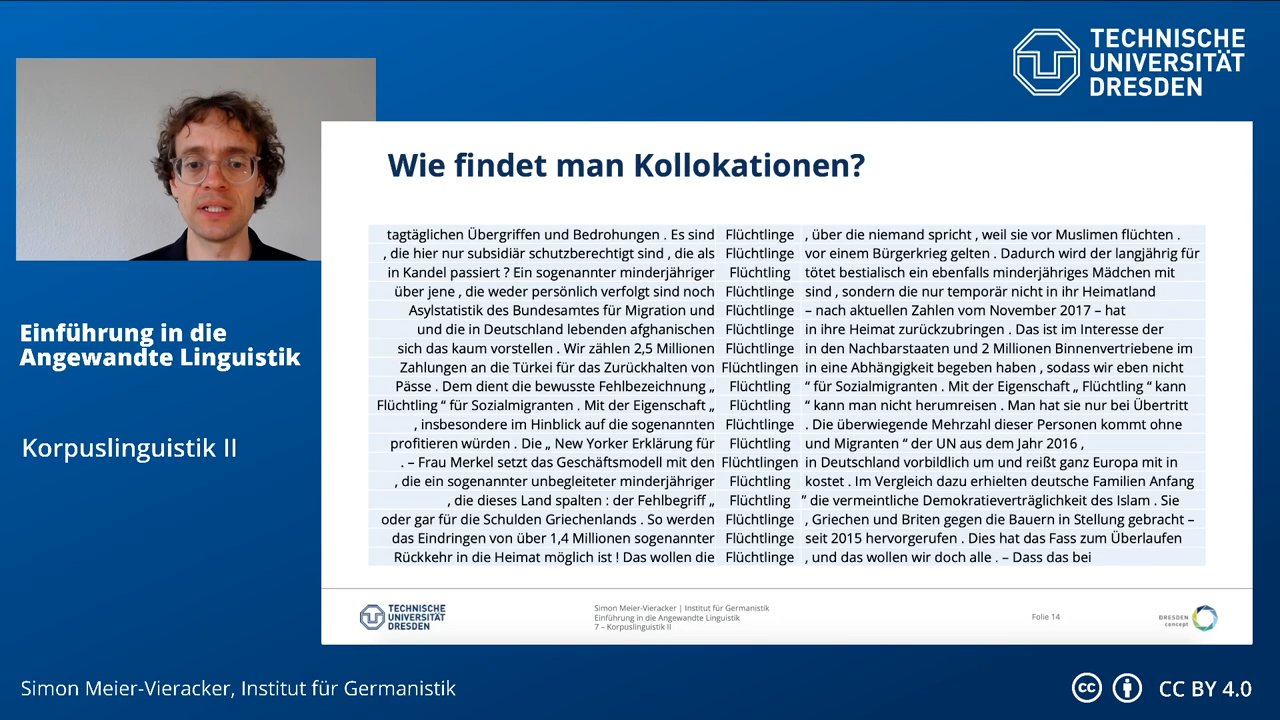 TECHNISCHE
UNIVERSITÄT
DRESDEN
Einführung in die
Angewandte Linguistik
Korpuslinguistik II
Wie findet man Kollokationen?
tagtäglichen Übergriffen und Bedrohungen . Es sind Flüchtlinge , über die niemand spricht , weil sie vor Muslimen flüchten .
, die hier nur subsidiär schutzberechtigt sind , die als Flüchtlinge vor einem Bürgerkrieg gelten . Dadurch wird der langjährig für
in Kandel passiert ? Ein sogenannter minderjähriger Flüchtling tötet bestialisch ein ebenfalls minderjähriges Mädchen mit
über jene , die weder persönlich verfolgt sind noch Flüchtlinge sind , sondern die nur temporär nicht in ihr Heimatland
Asylstatistik des Bundesamtes für Migration und Flüchtlinge – nach aktuellen Zahlen vom November 2017 – hat
und die in Deutschland lebenden afghanischen Flüchtlinge in ihre Heimat zurückzubringen . Das ist im Interesse der
sich das kaum vorstellen . Wir zählen 2,5 Millionen Flüchtlinge in den Nachbarstaaten und 2 Millionen Binnenvertriebene im
Zahlungen an die Türkei für das Zurückhalten von Flüchtlingen in eine Abhängigkeit begeben haben , sodass wir eben nicht
Pässe . Dem dient die bewusste Fehlbezeichnung „ Flüchtling “ für Sozialmigranten . Mit der Eigenschaft „ Flüchtling “ kann
Flüchtling “ für Sozialmigranten . Mit der Eigenschaft „ Flüchtling “ kann man nicht herumreisen . Man hat sie nur bei Übertritt
, insbesondere im Hinblick auf die sogenannten Flüchtlinge . Die überwiegende Mehrzahl dieser Personen kommt ohne
profitieren würden . Die „ New Yorker Erklärung für Flüchtling und Migranten “ der UN aus dem Jahr 2016 ,
. – Frau Merkel setzt das Geschäftsmodell mit den Flüchtlingen in Deutschland vorbildlich um und reißt ganz Europa mit in
, die ein sogenannter unbegleiteter minderjähriger Flüchtling kostet . Im Vergleich dazu erhielten deutsche Familien Anfang
, die dieses Land spalten : der Fehlbegriff „ Flüchtling ” die vermeintliche Demokratieverträglichkeit des Islam . Sie
oder gar für die Schulden Griechenlands . So werden Flüchtlinge , Griechen und Briten gegen die Bauern in Stellung gebracht –
das Eindringen von über 1,4 Millionen sogenannter Flüchtlinge seit 2015 hervorgerufen . Dies hat das Fass zum Überlaufen
Rückkehr in die Heimat möglich ist ! Das wollen die Flüchtlinge , und das wollen wir doch alle . – Dass das bei
TECHNISCHE
UNIVERSITÄT
DRESDEN
Simon Meier-Vieracker | Institut für Germanistik
Einführung in die Angewandte Linguistik
7 – Korpuslinguistik II
Folie 14
DRESDEN
concept
Simon Meier-Vieracker, Institut für Germanistik
cc
CC BY 4.0